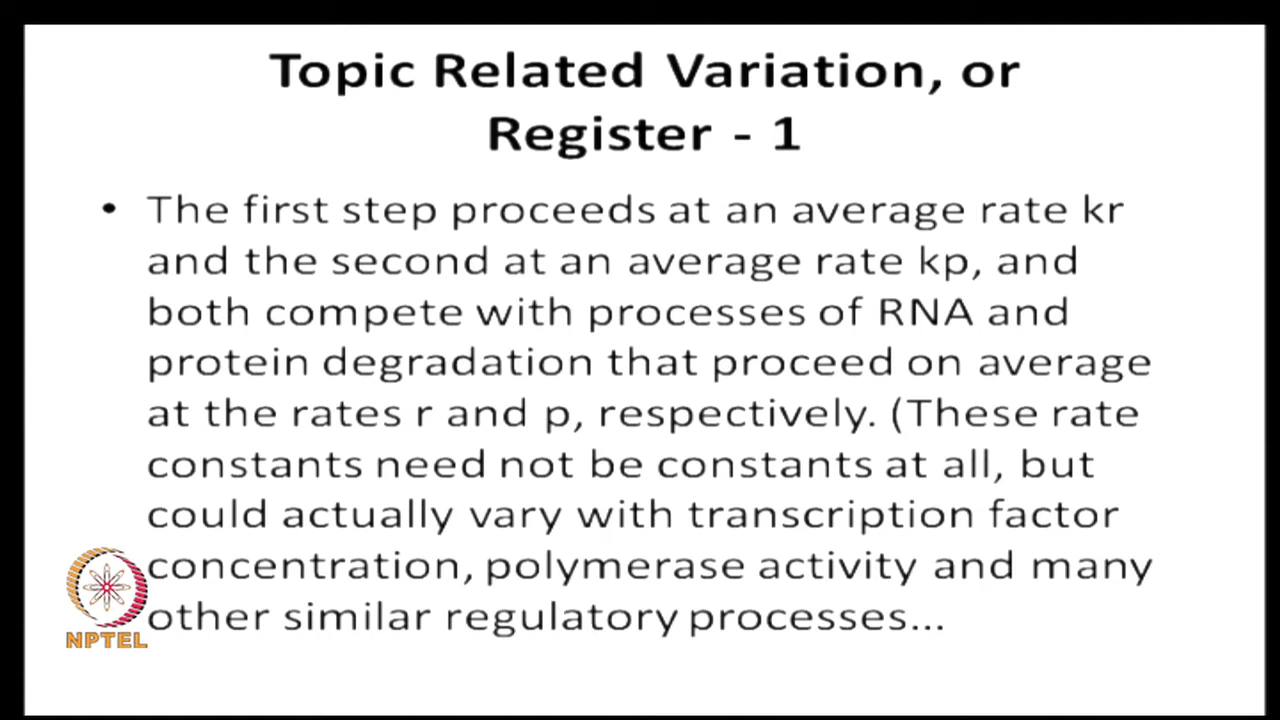 Topic Related Variation, or
Register - 1
• The first step proceeds at an average rate kr
and the second at an average rate kp, and
both compete with processes of RNA and
protein degradation that proceed on average
at the rates r and p, respectively. (These rate
constants need not be constants at all, but
could actually vary with transcription factor
concentration, polymerase activity and many
other similar regulatory processes...
NPTEL